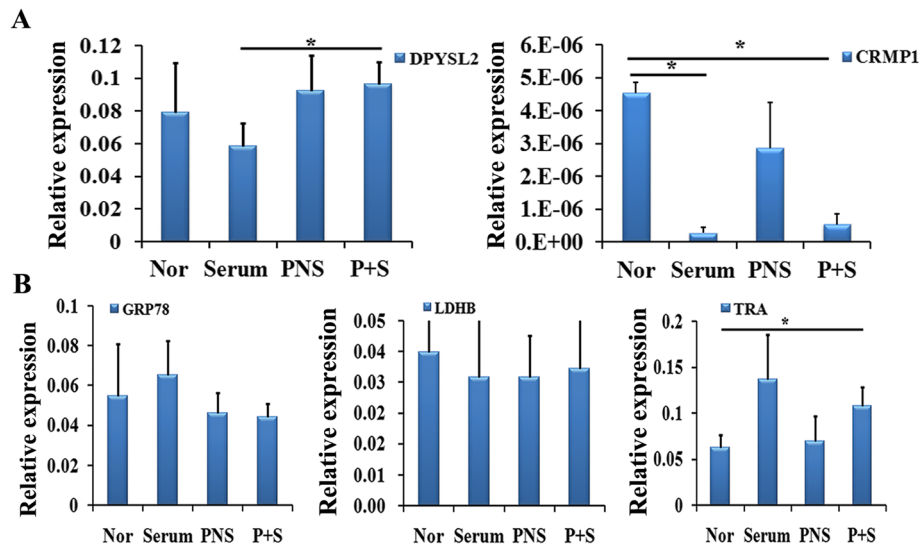 A
Relative expression
0.12
0.1
0.08
0.06
0.04
0.02
0
*
DPYSL2
Nor Serum PNS P+S
Relative expression
6.E-06
5.E-06
4.E-06
3.E-06
2.E-06
1.E-06
0.E+00
*
*
CRMP1
Nor Serum PNS P+S
B
Relative expression
0.1
0.08
0.06
0.04
0.02
0
GRP78
Nor Serum PNS P+S
Relative expression
0.05
0.04
0.03
0.02
0.02
0.01
0.00
LDHB
Nor Serum PNS P+S
Relative expression
0.2
0.15
0.1
0.05
0
TRA
*
Nor Serum PNS P+S